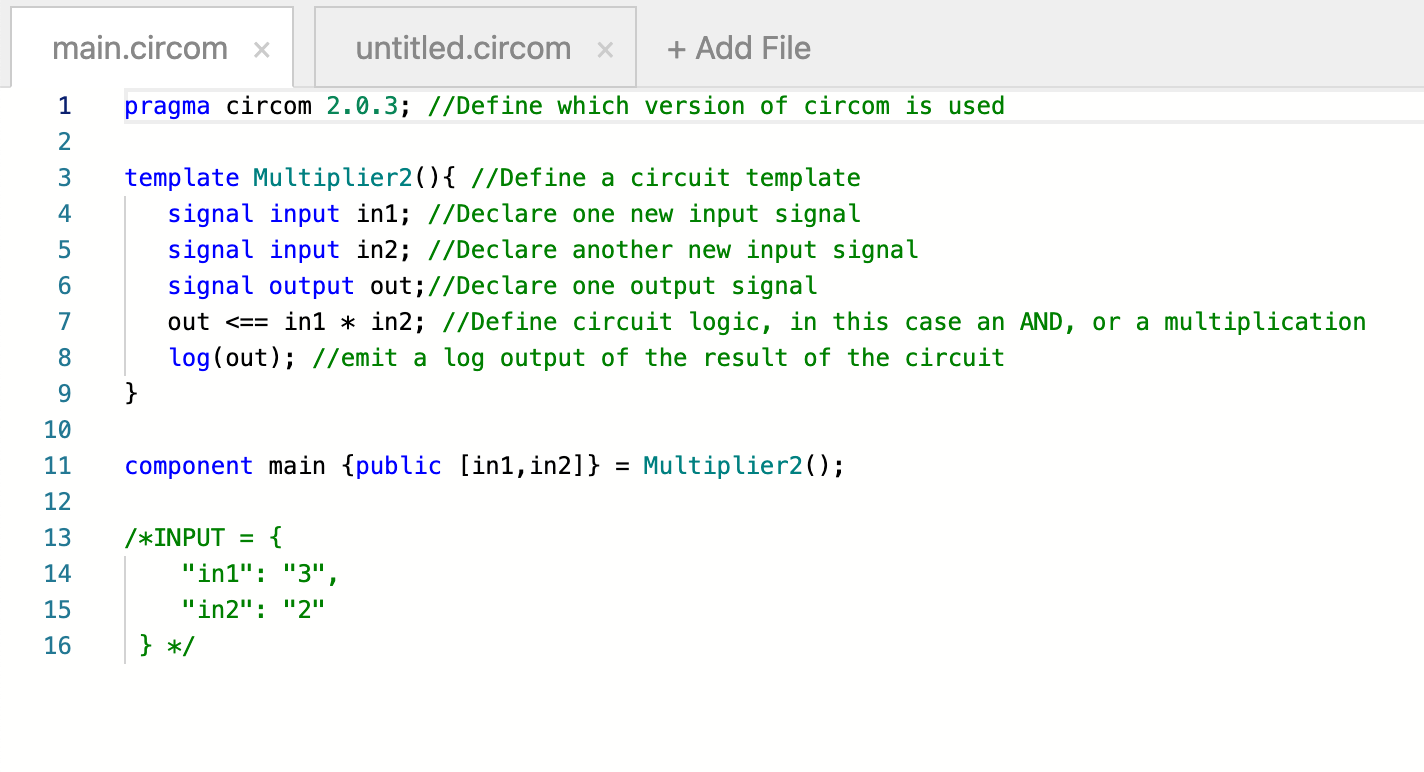 main.circom × untitled.circom × + Add File
1 pragma circom 2.0.3; //Define which version of circom is used
2
3 template Multiplier2(){ //Define a circuit template
4 signal input in1; //Declare one new input signal
5 signal input in2; //Declare another new input signal
6 signal output out;//Declare one output signal
7 out <== in1 * in2; //Define circuit logic, in this case an AND, or a multiplication
8 log(out); //emit a log output of the result of the circuit
9 }
10
11 component main {public [in1,in2]} = Multiplier2();
12
13 /*INPUT = {
14 "in1": "3",
15 "in2": "2"
16 } */